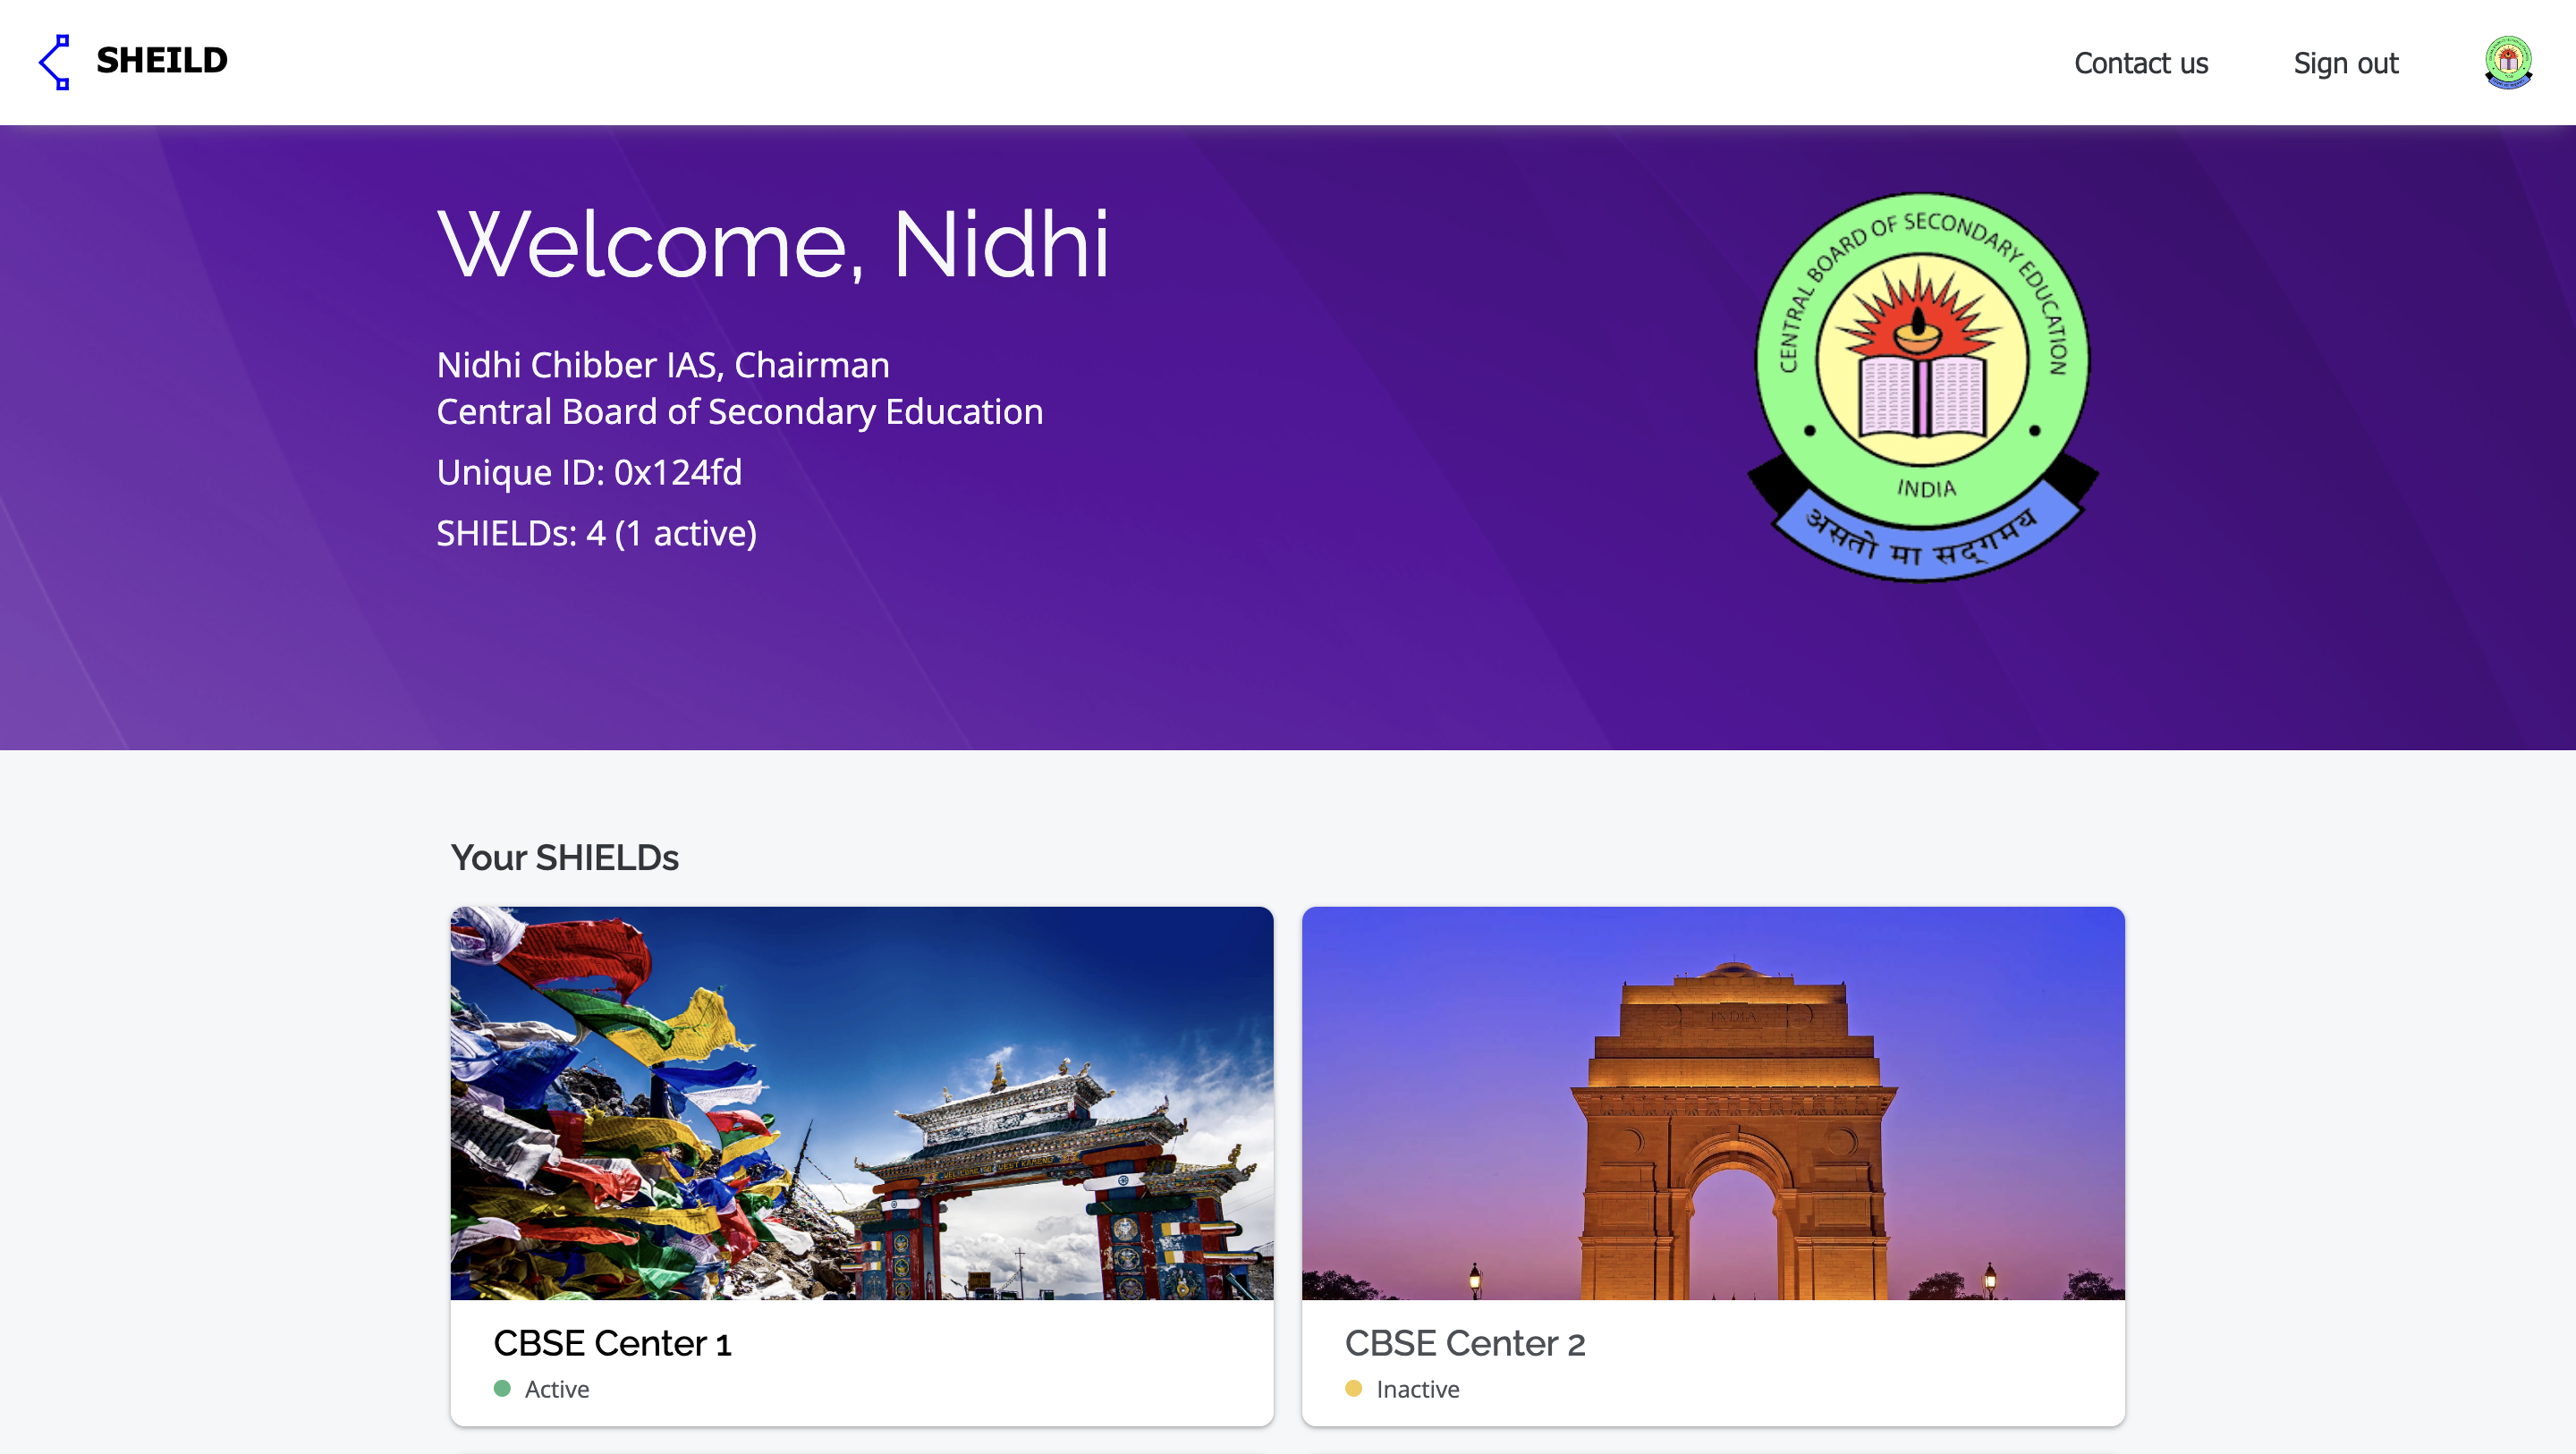 SHEILD
Contact us
Sign out
Welcome, Nidhi
Nidhi Chibber IAS, Chairman
Central Board of Secondary Education
Unique ID: 0x124fd
SHIELDs: 4 (1 active)
CENTRAL BOARD OF SECONDARY EDUCATION
INDIA
असतो मा सद्गमय
Your SHIELDs
INDIA
CBSE Center 1
Active
CBSE Center 2
Inactive